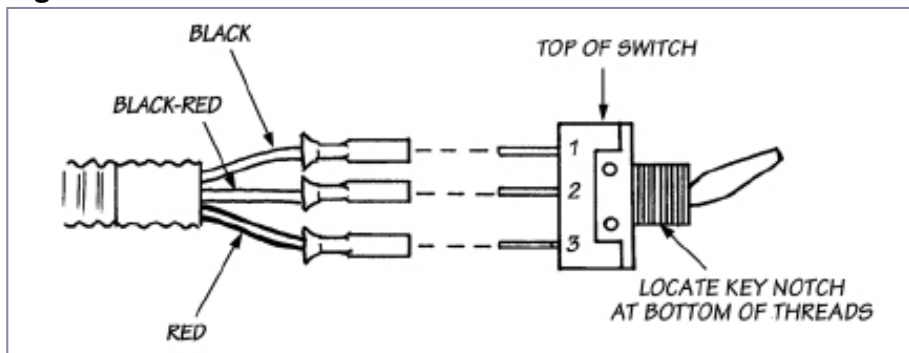 BLACK
TOP OF SWITCH
BLACK-RED
1
2
3
LOCATE KEY NOTCH
AT BOTTOM OF THREADS
RED